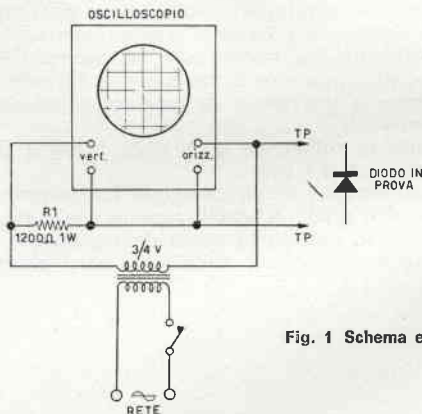 OSCILLOSCOPIO
vert.
orizz.
TP
DIODO IN
PROVA
R1
1200Ω 1W
TP
3/4 V
Fig. 1 Schema e
RETE